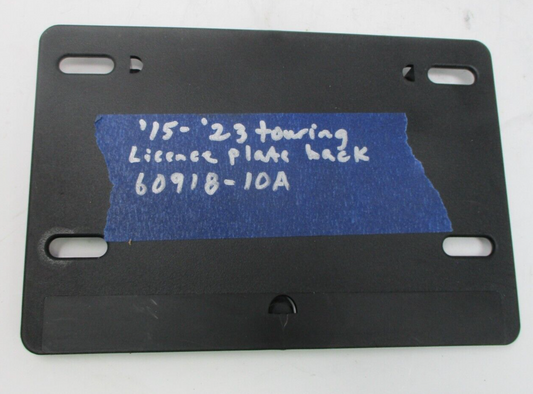 '15-'23 touring
Licence plate back
60918-10A